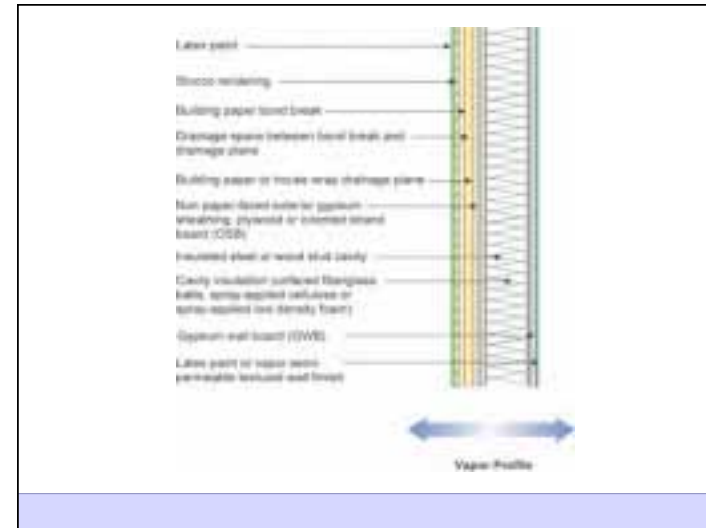 Latex paint
Stucco rendering
Building paper bond break
Drainage space between bond break and
drainage plane
Building paper or house wrap drainage plane
Non paper-faced exterior gypsum
sheathing, plywood or oriented strand
board (OSB)
Insulated steel or wood stud cavity
Cavity insulation (unfaced fiberglass
batts, spray-applied cellulose or
spray-applied low density foam)
Gypsum wall board (GWB)
Latex paint or vapor semi-
permeable textured wall finish
Vapor Profile